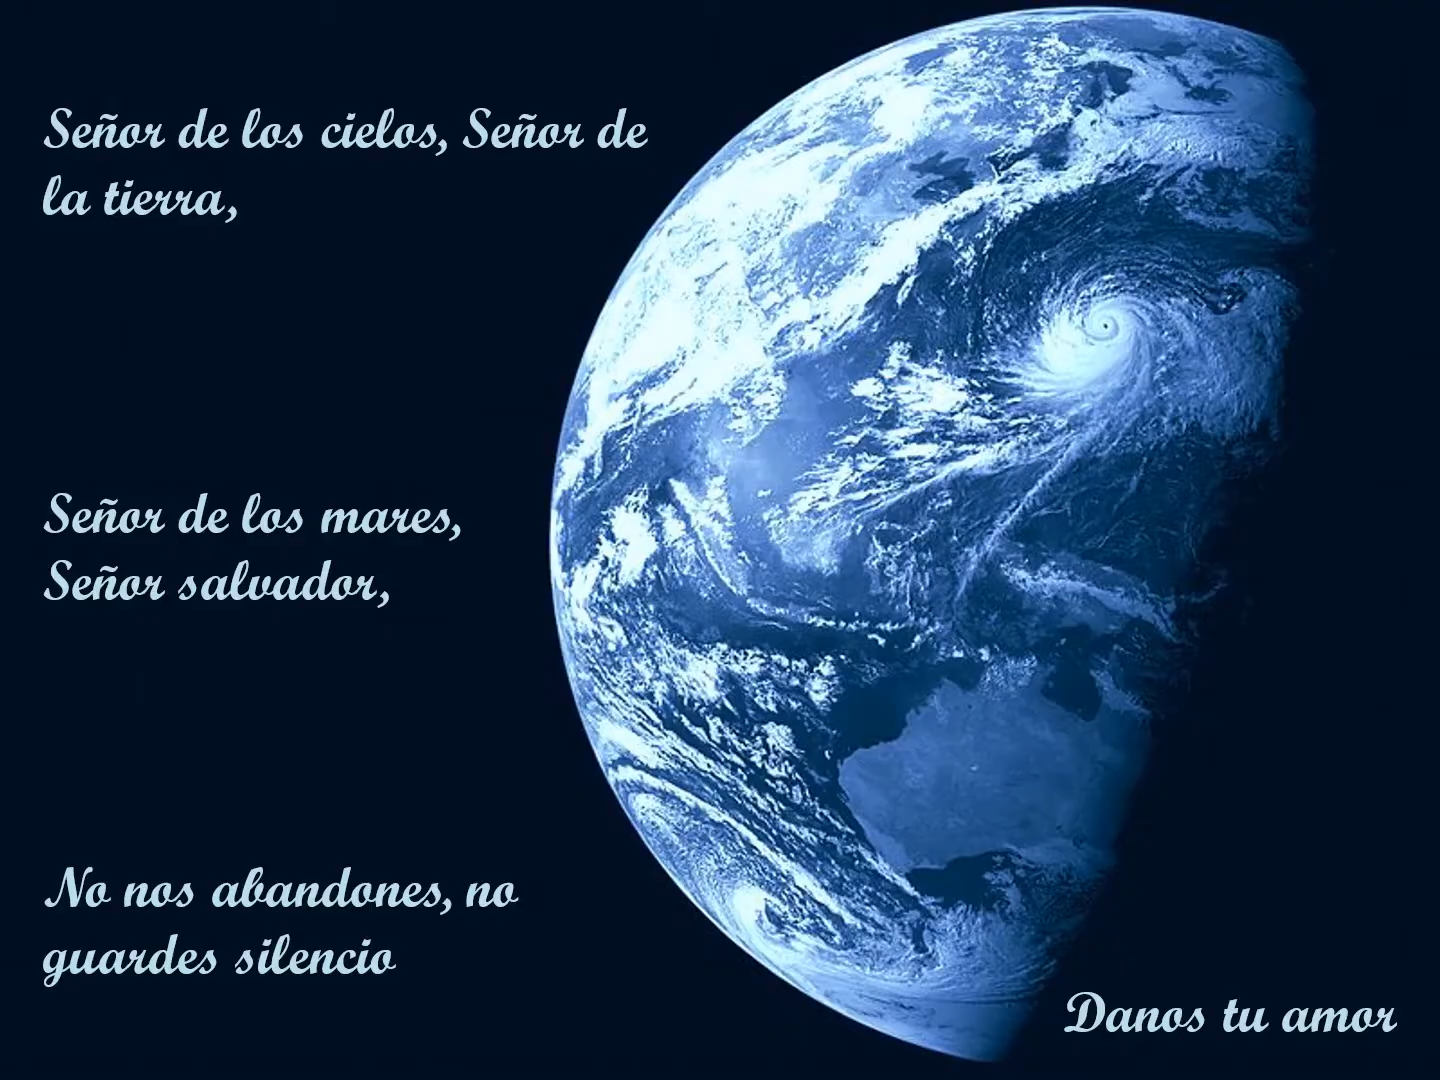 Señor de los cielos, Señor de
la tierra,
Señor de los mares,
Señor salvador,
No nos abandones, no
guardes silencio
Danos tu amor